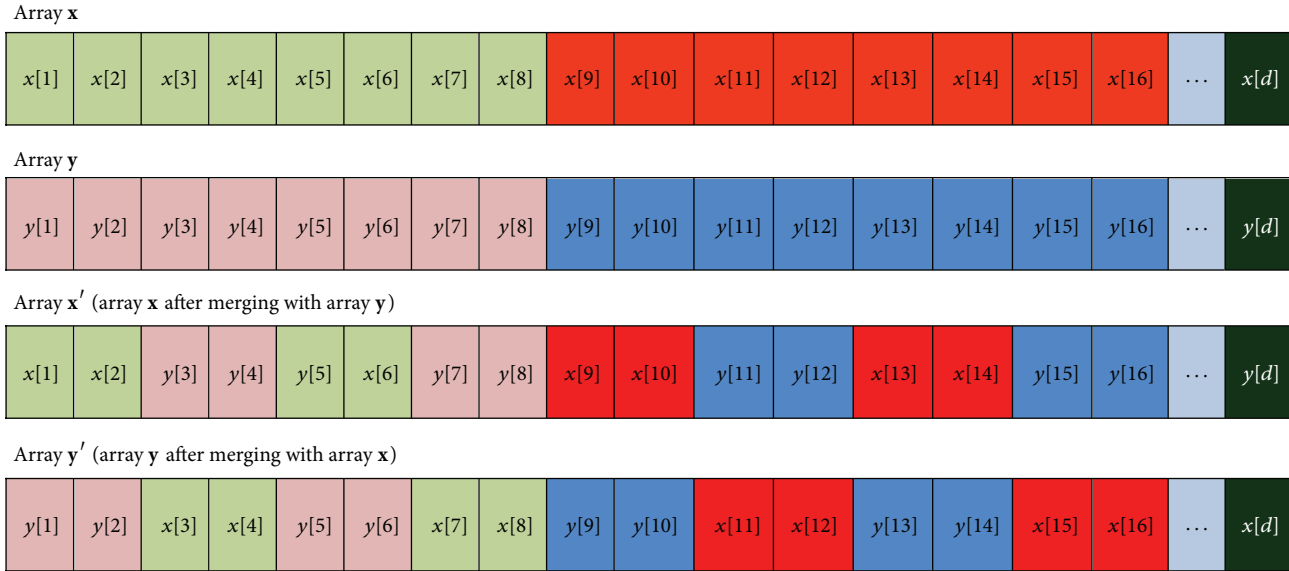 Array x
x[1] x[2] x[3] x[4] x[5] x[6] x[7] x[8] x[9] x[10] x[11] x[12] x[13] x[14] x[15] x[16] ... x[d]
Array y
y[1] y[2] y[3] y[4] y[5] y[6] y[7] y[8] y[9] y[10] y[11] y[12] y[13] y[14] y[15] y[16] ... y[d]
Array x′ (array x after merging with array y)
x[1] x[2] y[3] y[4] y[5] x[6] y[7] y[8] x[9] x[10] y[11] y[12] x[13] x[14] y[15] y[16] ... y[d]
Array y′ (array y after merging with array x)
y[1] y[2] x[3] x[4] y[5] y[6] x[7] x[8] y[9] y[10] x[11] x[12] y[13] y[14] x[15] x[16] ... x[d]